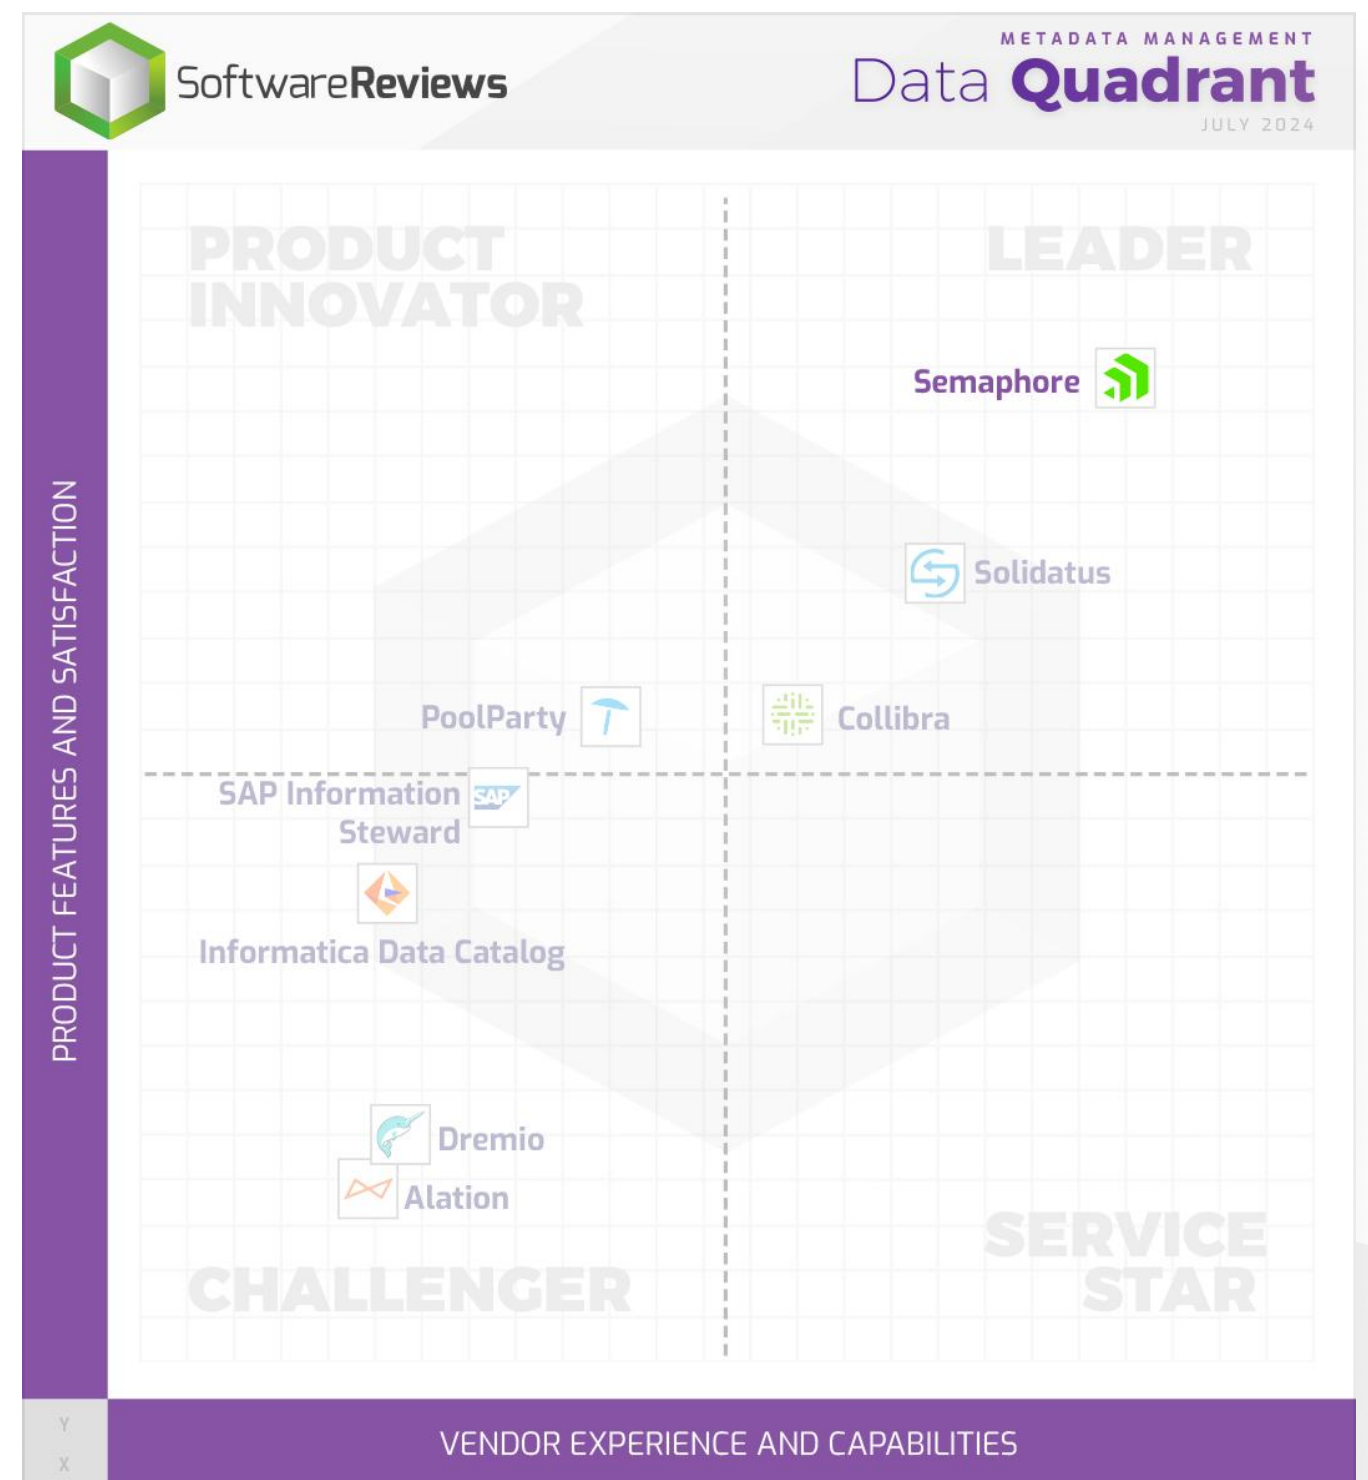 SoftwareReviews
METADATA MANAGEMENT
Data Quadrant
JULY 2024
PRODUCT
INNOVATOR
LEADER
Semaphore
Solidatus
PoolParty
Collibra
SAP Information
Steward
SAP
Informatica Data Catalog
Dremio
Alation
CHALLENGER
SERVICE
STAR
PRODUCT FEATURES AND SATISFACTION
Y
X
VENDOR EXPERIENCE AND CAPABILITIES